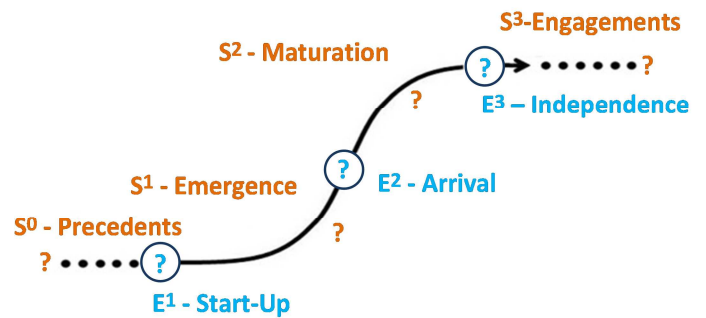 S³-Engagements
S² - Maturation
?
?
?
E³ – Independence
?
S¹ - Emergence
E² - Arrival
S⁰ - Precedents
?
?
?
E¹ - Start-Up